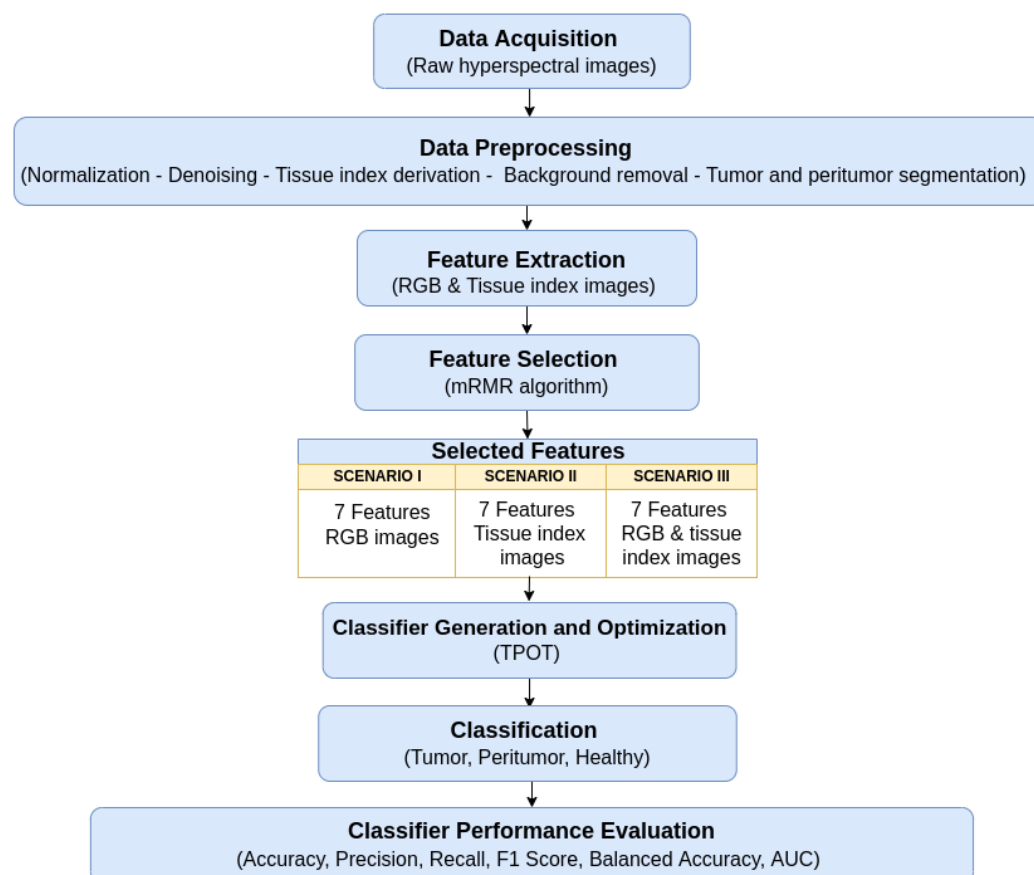 Data Acquisition
(Raw hyperspectral images)
Data Preprocessing
(Normalization - Denoising - Tissue index derivation - Background removal - Tumor and peritumor segmentation)
Feature Extraction
(RGB & Tissue index images)
Feature Selection
(mRMR algorithm)
Selected Features
SCENARIO I
7 Features
RGB images
SCENARIO II
7 Features
Tissue index
images
SCENARIO III
7 Features
RGB & tissue
index images
Classifier Generation and Optimization
(TPOT)
Classification
(Tumor, Peritumor, Healthy)
Classifier Performance Evaluation
(Accuracy, Precision, Recall, F1 Score, Balanced Accuracy, AUC)